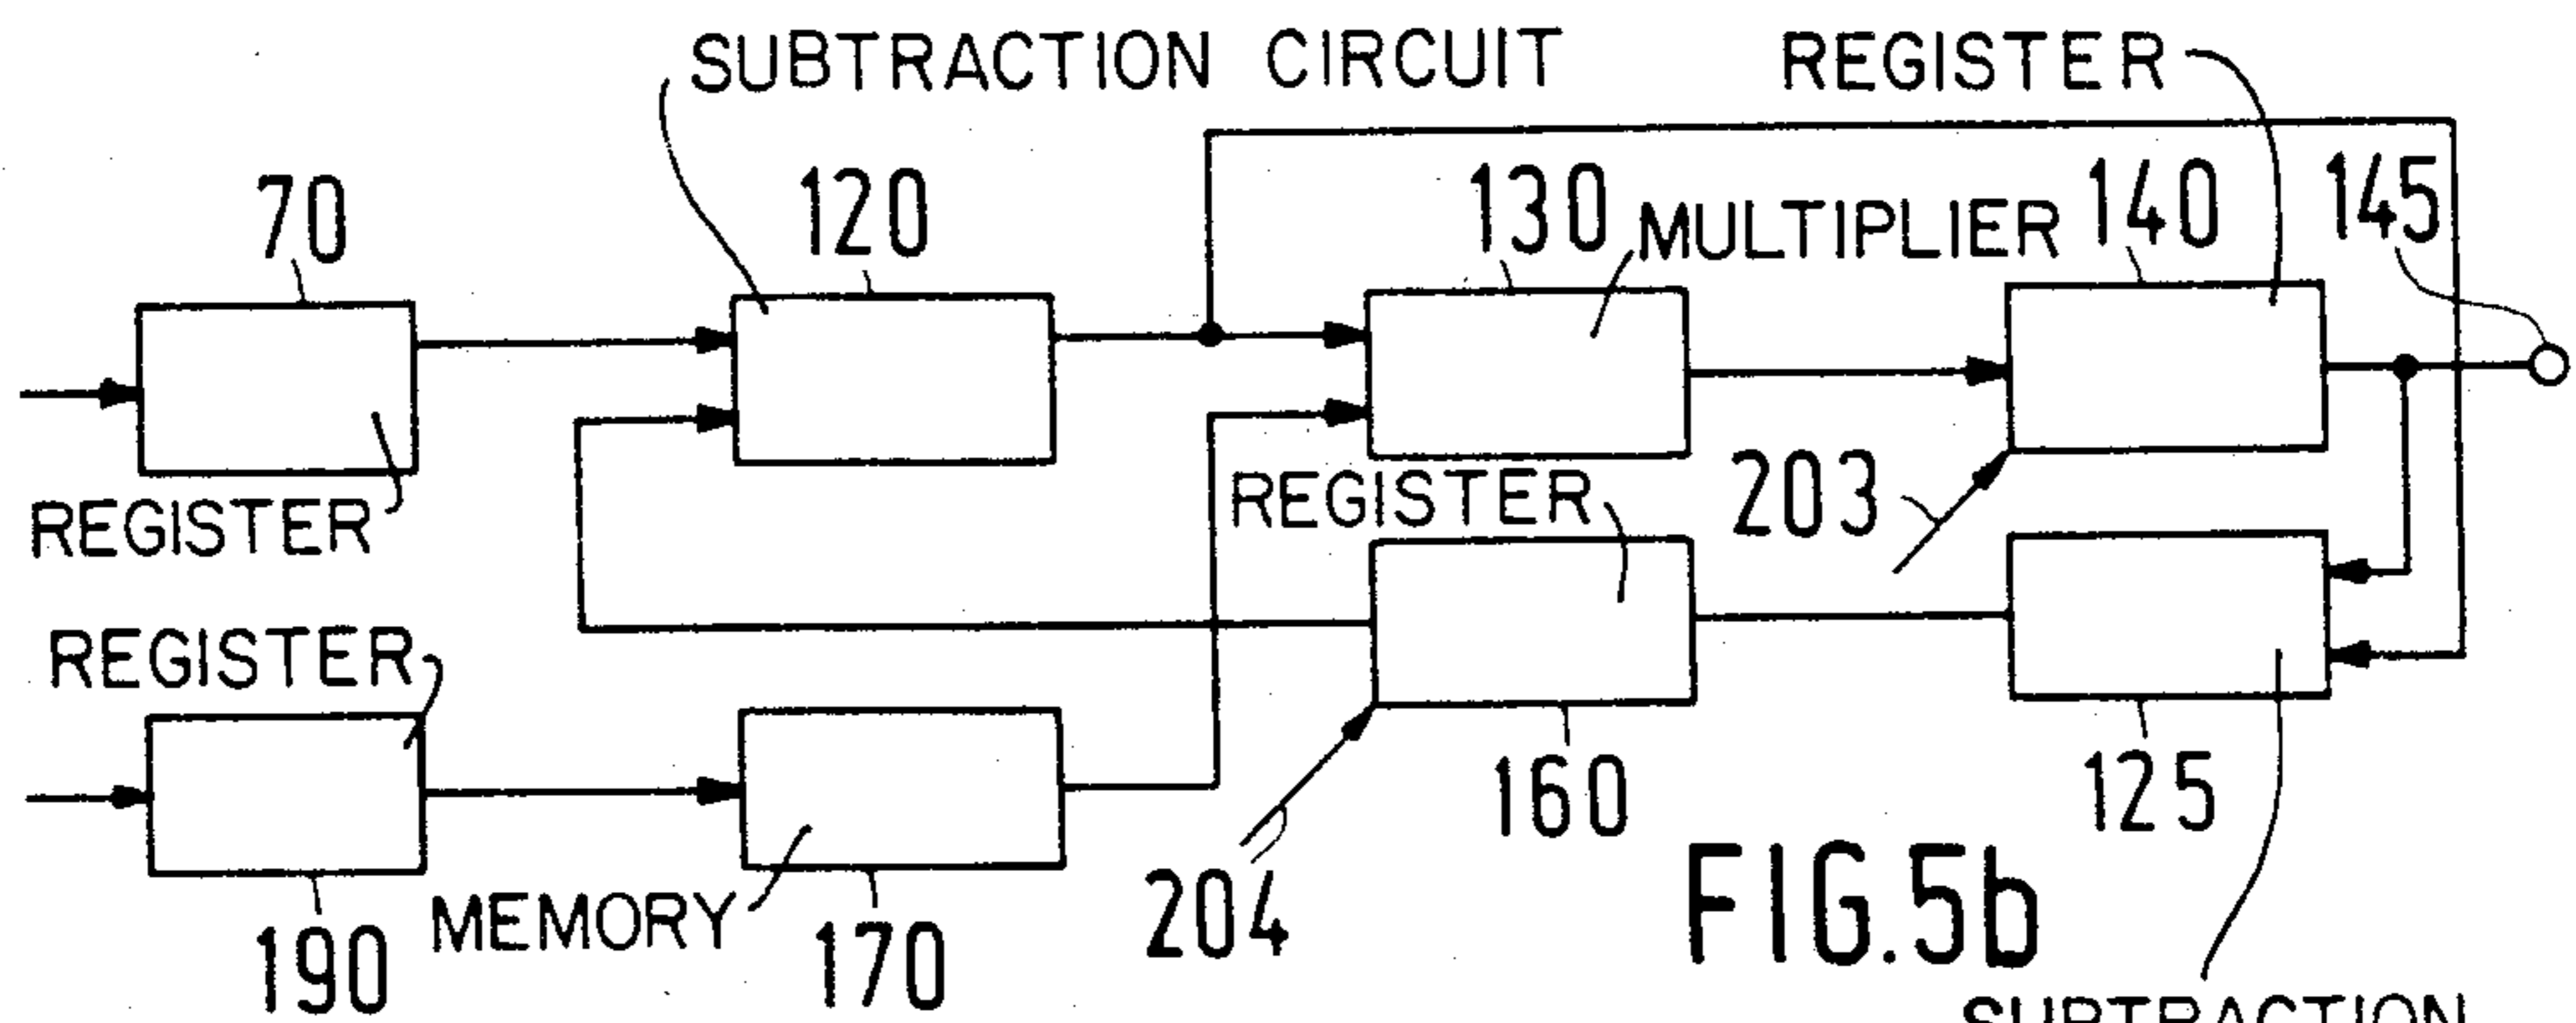 SUBTRACTION CIRCUIT
REGISTER
70
120
130
MULTIPLIER
140
145
REGISTER
REGISTER
203
REGISTER
190
MEMORY
170
204
160
125
FIG.5b
SUBTRACTION